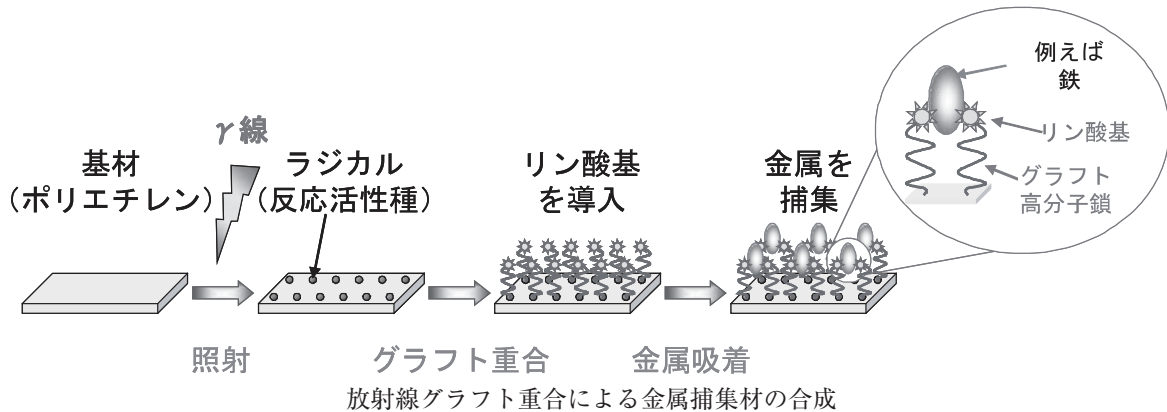 γ線
基材
(ポリエチレン)
ラジカル
(反応活性種)
リン酸基
を導入
金属を
捕集
例えば
鉄
リン酸基
グラフト
高分子鎖
照射
グラフト重合
金属吸着
放射線グラフト重合による金属捕集材の合成